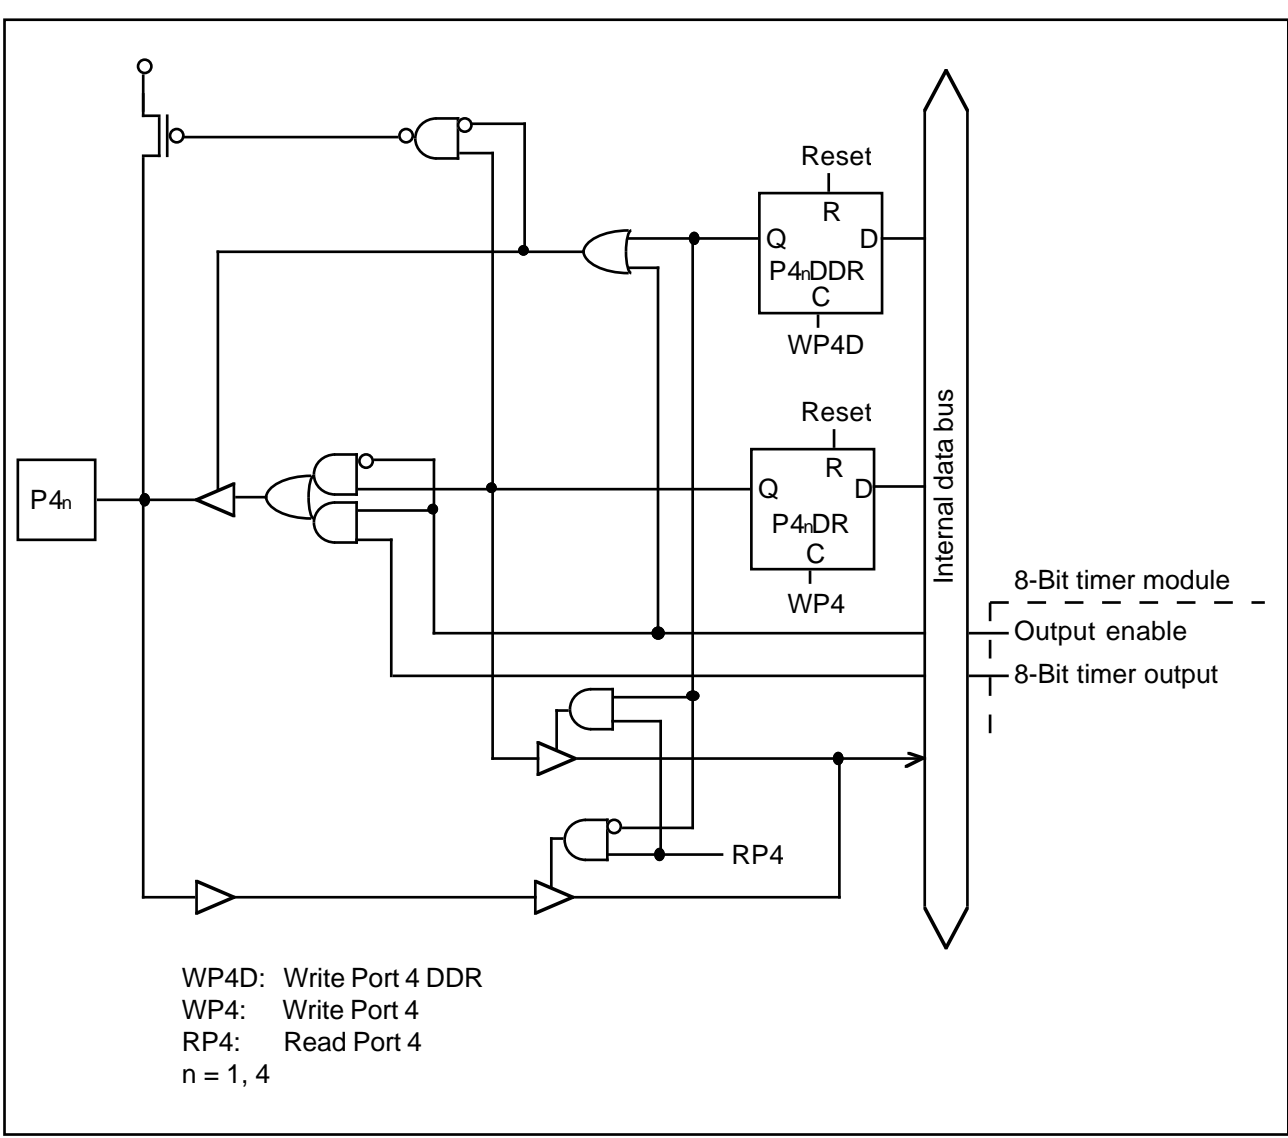 Reset
R
Q D
P4nDDR
C
WP4D
Reset
R
Q D
P4nDR
C
WP4
P4n
Internal data bus
8-Bit timer module
Output enable
8-Bit timer output
RP4
WP4D: Write Port 4 DDR
WP4: Write Port 4
RP4: Read Port 4
n = 1, 4